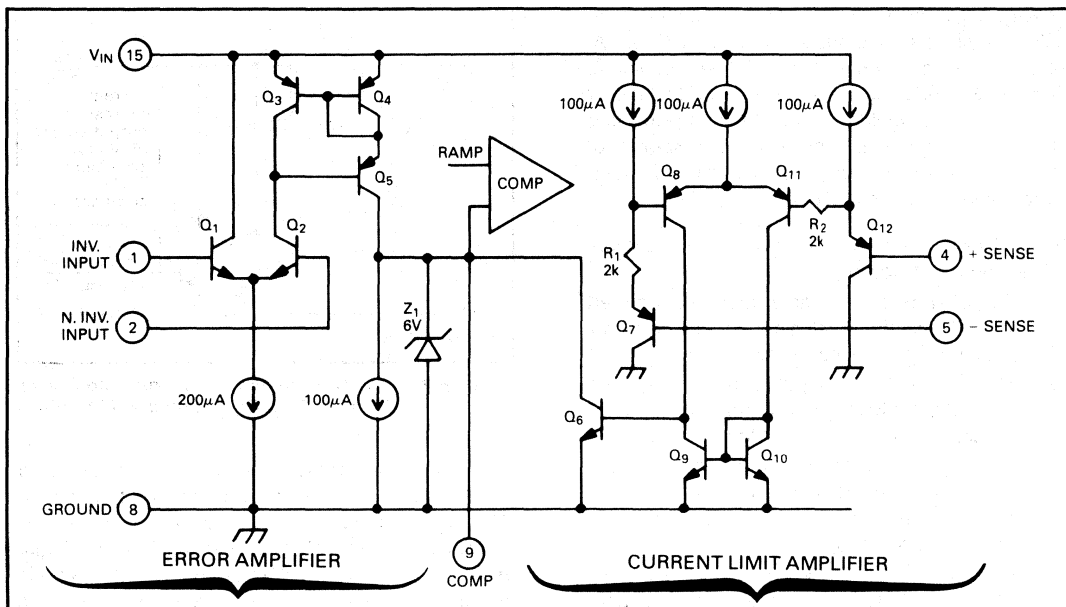 VIN 15
Q3
Q4
100µA
100µA
100µA
RAMP
COMP
Q5
Q8
Q11
Q1
Q2
R2
2k
Q12
INV.
INPUT
1
4 + SENSE
R1
2k
N. INV.
INPUT
2
Z1
6V
Q7
5 – SENSE
200µA
100µA
Q6
Q9
Q10
GROUND 8
ERROR AMPLIFIER
9
COMP
CURRENT LIMIT AMPLIFIER